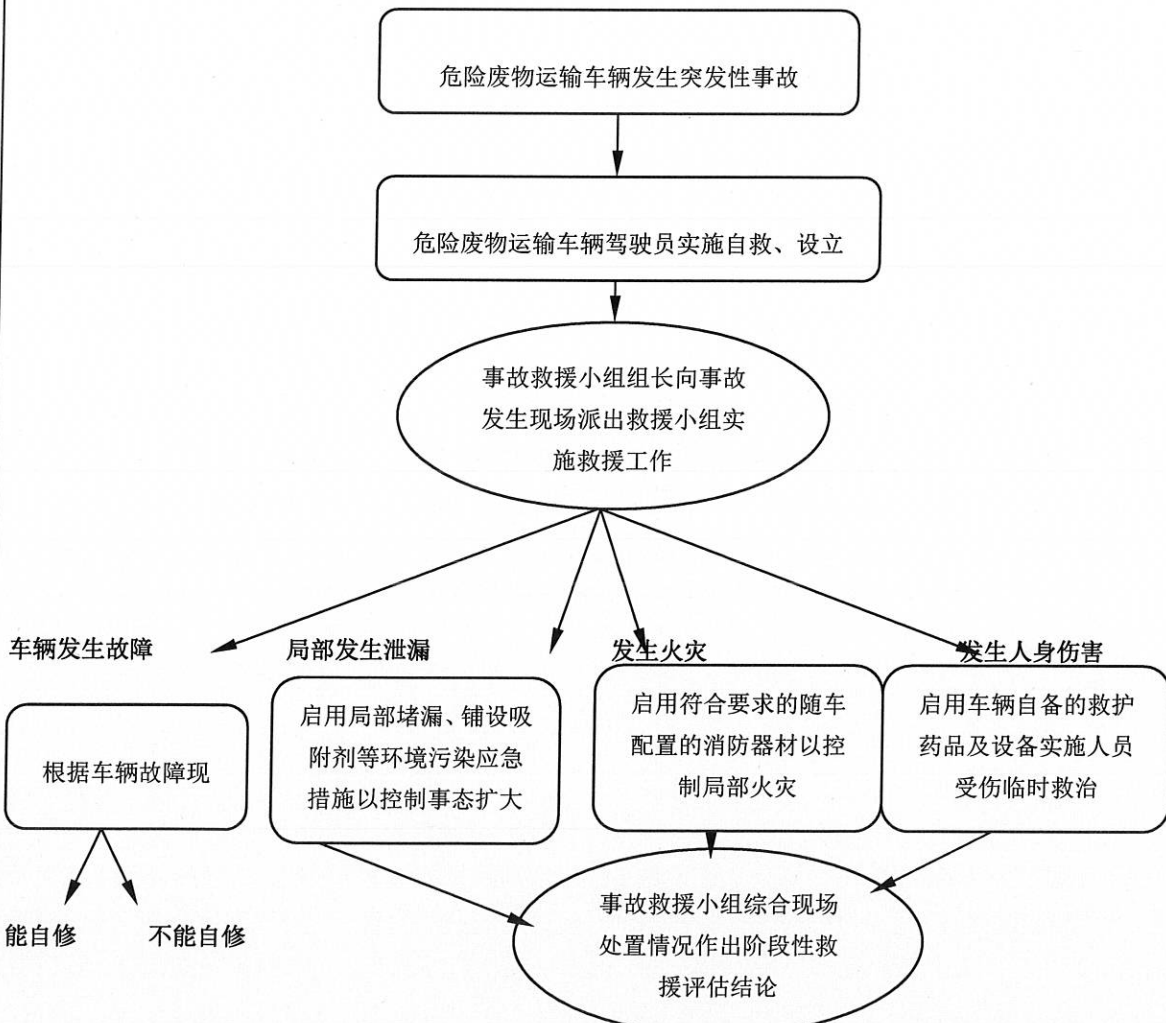 危险废物运输车辆发生突发性事故
危险废物运输车辆驾驶员实施自救、设立
事故救援小组组长向事故
发生现场派出救援小组实
施救援工作
车辆发生故障
局部发生泄漏
发生火灾
发生人身伤害
根据车辆故障现
启用局部堵漏、铺设吸
附剂等环境污染应急
措施以控制事态扩大
启用符合要求的随车
配置的消防器材以控
制局部火灾
启用车辆自备的救护
药品及设备实施人员
受伤临时救治
能自修
不能自修
事故救援小组综合现场
处置情况作出阶段性救
援评估结论